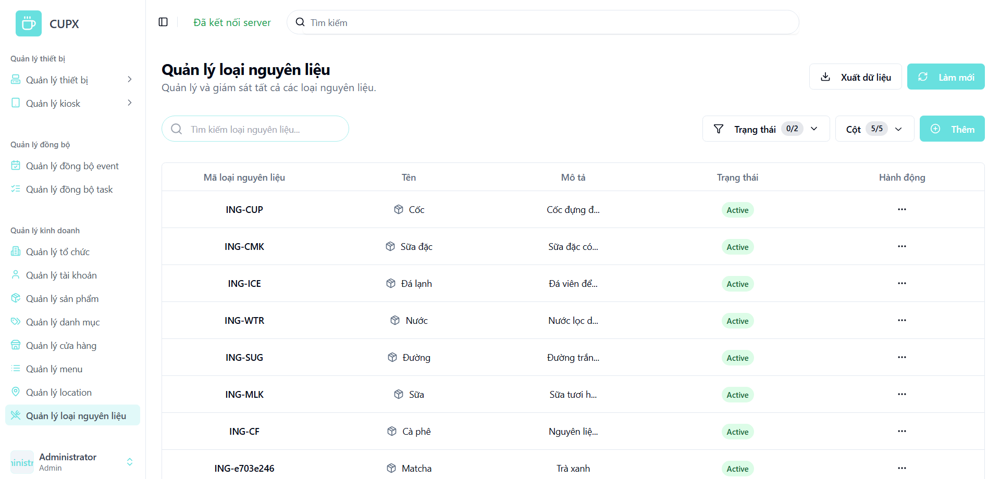 CUPX
Quản lý thiết bị
Quản lý thiết bị
Quản lý kiosk
Quản lý đồng bộ
Quản lý đồng bộ event
Quản lý đồng bộ task
Quản lý kinh doanh
Quản lý tổ chức
Quản lý tài khoản
Quản lý sản phẩm
Quản lý danh mục
Quản lý cửa hàng
Quản lý menu
Quản lý location
Quản lý loại nguyên liệu
ninistr
Administrator
Admin
Đã kết nối server
Tìm kiếm
Quản lý loại nguyên liệu
Quản lý và giám sát tất cả các loại nguyên liệu.
Xuất dữ liệu
Làm mới
Tìm kiếm loại nguyên liệu...
Trạng thái 0/2
Cột 5/5
Thêm
Mã loại nguyên liệu Tên Mô tả Trạng thái Hành động
ING-CUP Cốc Cốc đựng đ... Active ...
ING-CMK Sữa đặc Sữa đặc có... Active ...
ING-ICE Đá lạnh Đá viên để... Active ...
ING-WTR Nước Nước lọc d... Active ...
ING-SUG Đường Đường trắn... Active ...
ING-MLK Sữa Sữa tươi h... Active ...
ING-CF Cà phê Nguyên liệ... Active ...
ING-e703e246 Matcha Trà xanh Active ...